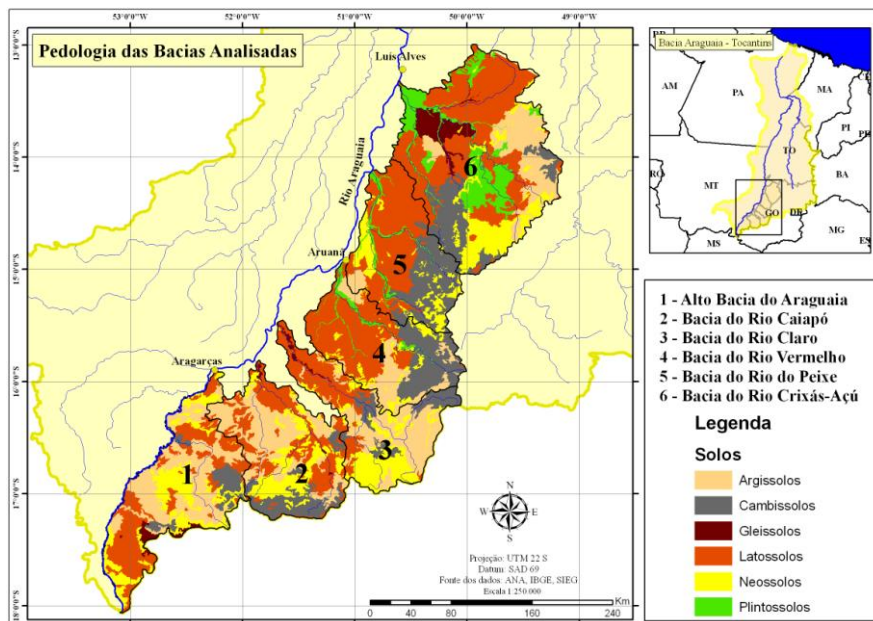 53°0'0"W
52°0'0"W
51°0'0"W
50°0'0"W
49°0'0"W
Pedologia das Bacias Analisadas
Luís Alves
Rio Araguaia
Aruanã
Aragarças
13°0'0"S
14°0'0"S
15°0'0"S
16°0'0"S
17°0'0"S
18°0'0"S
1
2
3
4
5
6
N
W E
S
Projeção: UTM 22 S
Datum: SAD 69
Fonte dos dados: ANA, IBGE, SIEG
Escala 1:250.000
0 40 80 160 240 Km
Bacia Araguaia - Tocantins
AM
PA
MA
PI
TO
BA
MT
GO
DF
MG
MS
ES
1 - Alto Bacia do Araguaia
2 - Bacia do Rio Caiapó
3 - Bacia do Rio Claro
4 - Bacia do Rio Vermelho
5 - Bacia do Rio do Peixe
6 - Bacia do Rio Crixás-Açú
Legenda
Solos
Argissolos
Cambissolos
Gleissolos
Latossolos
Neossolos
Plintossolos